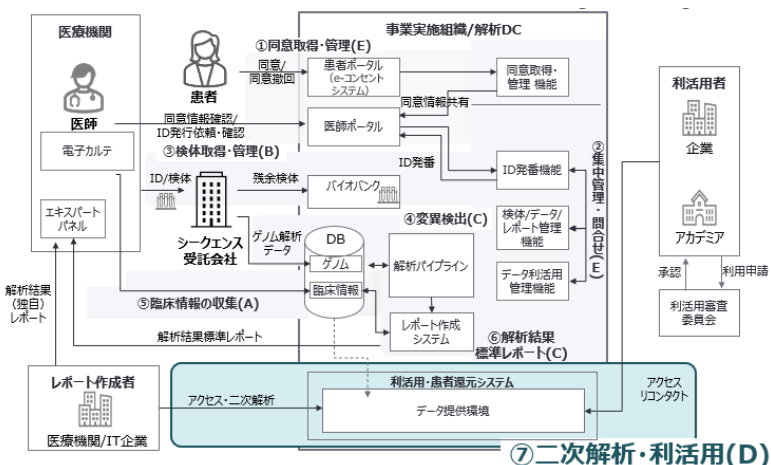 医療機関
医師
電子カルテ
エキスパート
パネル
患者
事業実施組織/解析DC
①同意取得・管理(E)
同意/
同意撤回
患者ポータル
(e-コンセント
システム)
同意取得・
管理 機能
同意情報共有
同意情報確認/
ID発行依頼・確認
医師ポータル
③検体取得・管理(B)
ID発番
ID発番機能
ID/検体
シークエンス
受託会社
残余検体
バイオバンク
②集中管理・問合せ(E)
検体/データ/
レポート管理
機能
データ利活用
管理機能
④変異検出(C)
ゲノム解析
データ
DB
ゲノム
臨床情報
解析パイプライン
⑤臨床情報の収集(A)
レポート作成
システム
解析結果標準レポート
⑥解析結果
標準レポート(C)
解析結果
(独自)
レポート
利活用者
企業
アカデミア
承認
利用申請
利活用審査
委員会
レポート作成者
医療機関/IT企業
アクセス・二次解析
利活用・患者還元システム
データ提供環境
アクセス
リコンタクト
⑦二次解析・利活用(D)